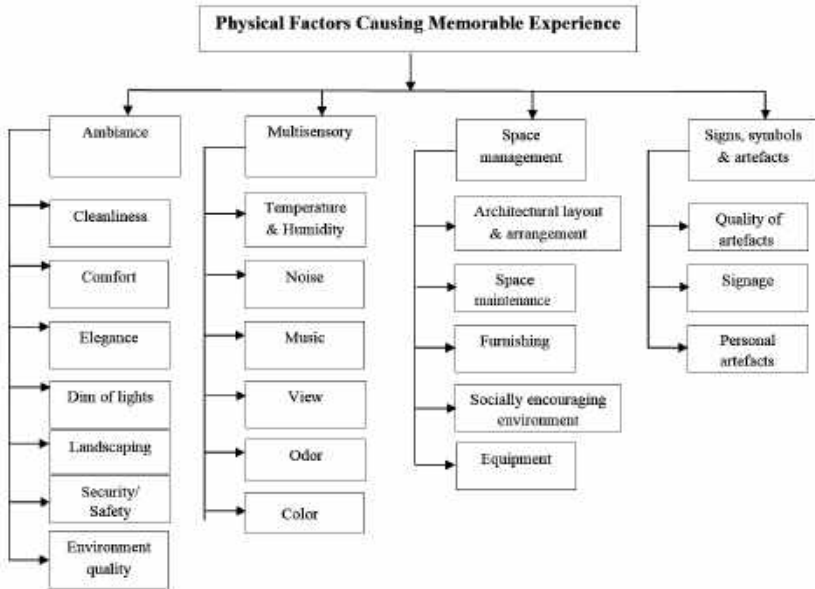 Physical Factors Causing Memorable Experience
Ambiance
Cleanliness
Comfort
Elegance
Dim of lights
Landscaping
Security/
Safety
Environment
quality
Multisensory
Temperature
& Humidity
Noise
Music
View
Odor
Color
Space
management
Architectural layout
& arrangement
Space
maintenance
Furnishing
Socially encouraging
environment
Equipment
Signs, symbols
& artefacts
Quality of
artefacts
Signage
Personal
artefacts